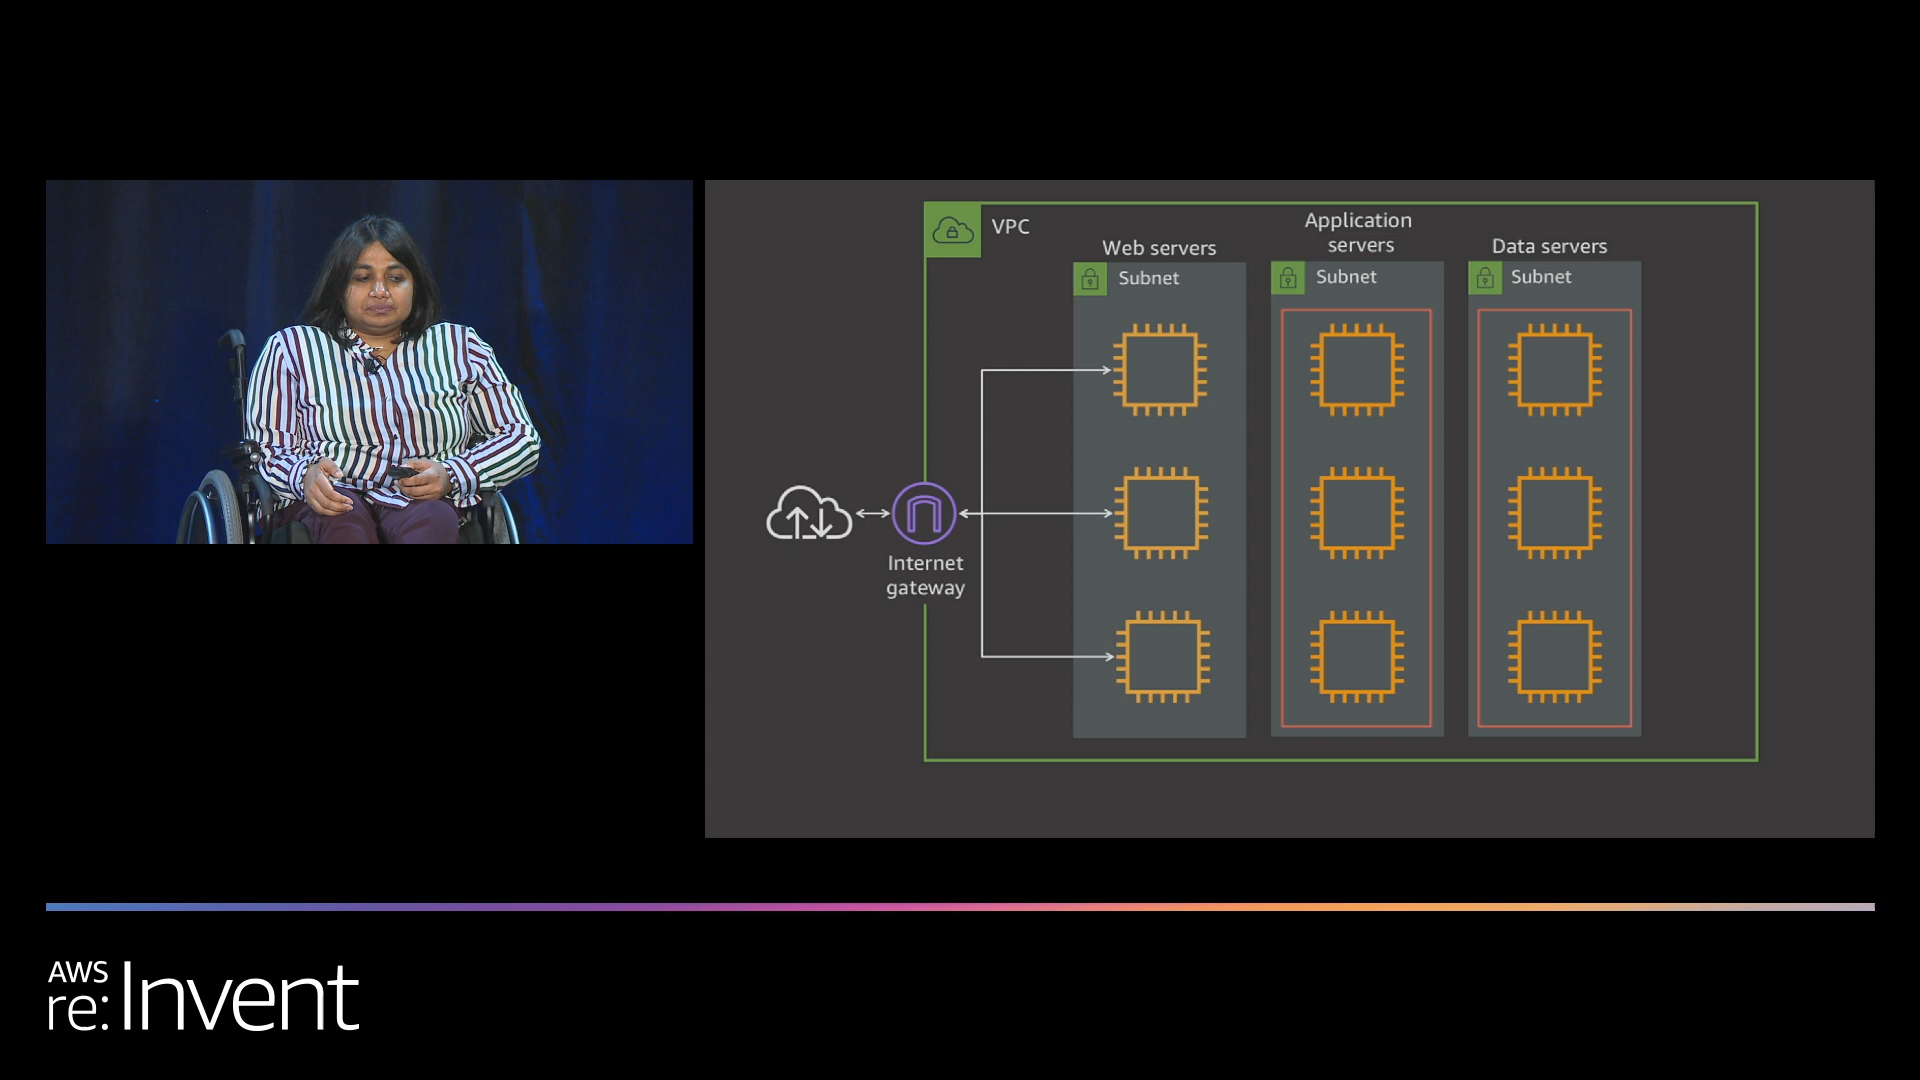 VPC
Web servers
Application
servers
Data servers
Subnet
Subnet
Subnet
Internet
gateway
AWS
re:Invent